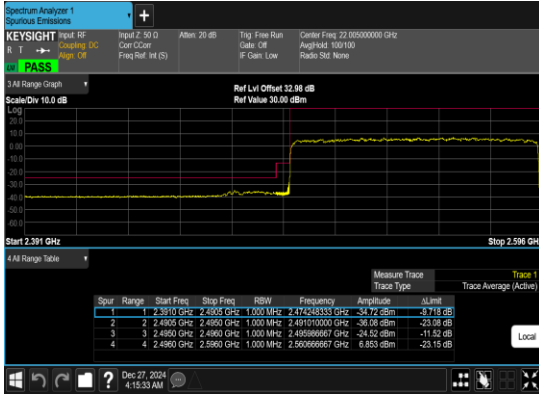 Spectrum Analyzer 1
Spurious Emissions
+
KEYSIGHT Input: RF Input Z: 50 Ω Atten: 20 dB Trig: Free Run Center Freq: 22.005000000 GHz
R T Coupling: DC Corr CCorr Gate: Off Avg|Hold: 100/100
Align: Off Freq Ref: Int (S) IF Gain: Low Radio Std: None
PASS
3 All Range Graph
Ref Lvl Offset 32.98 dB
Scale/Div 10.0 dB Ref Value 30.00 dBm
Log
20.0
10.0
0.00
-10.0
-20.0
-30.0
-40.0
-50.0
-60.0
Start 2.391 GHz Stop 2.596 GH
4 All Range Table
Measure Trace Trace 1
Trace Type Trace Average (Active)
Spur Range Start Freq Stop Freq RBW Frequency Amplitude ΔLimit
1 1 2.3910 GHz 2.4905 GHz 1.000 MHz 2.474248333 GHz -34.72 dBm -9.718 dB
2 2 2.4905 GHz 2.4950 GHz 1.000 MHz 2.491010000 GHz -36.08 dBm -23.08 dB
3 3 2.4950 GHz 2.4960 GHz 1.000 MHz 2.495986667 GHz -24.52 dBm -11.52 dB
4 4 2.4960 GHz 2.5960 GHz 1.000 MHz 2.560666667 GHz 6.853 dBm -23.15 dB
Local
? Dec 27, 2024
4:15:33 AM